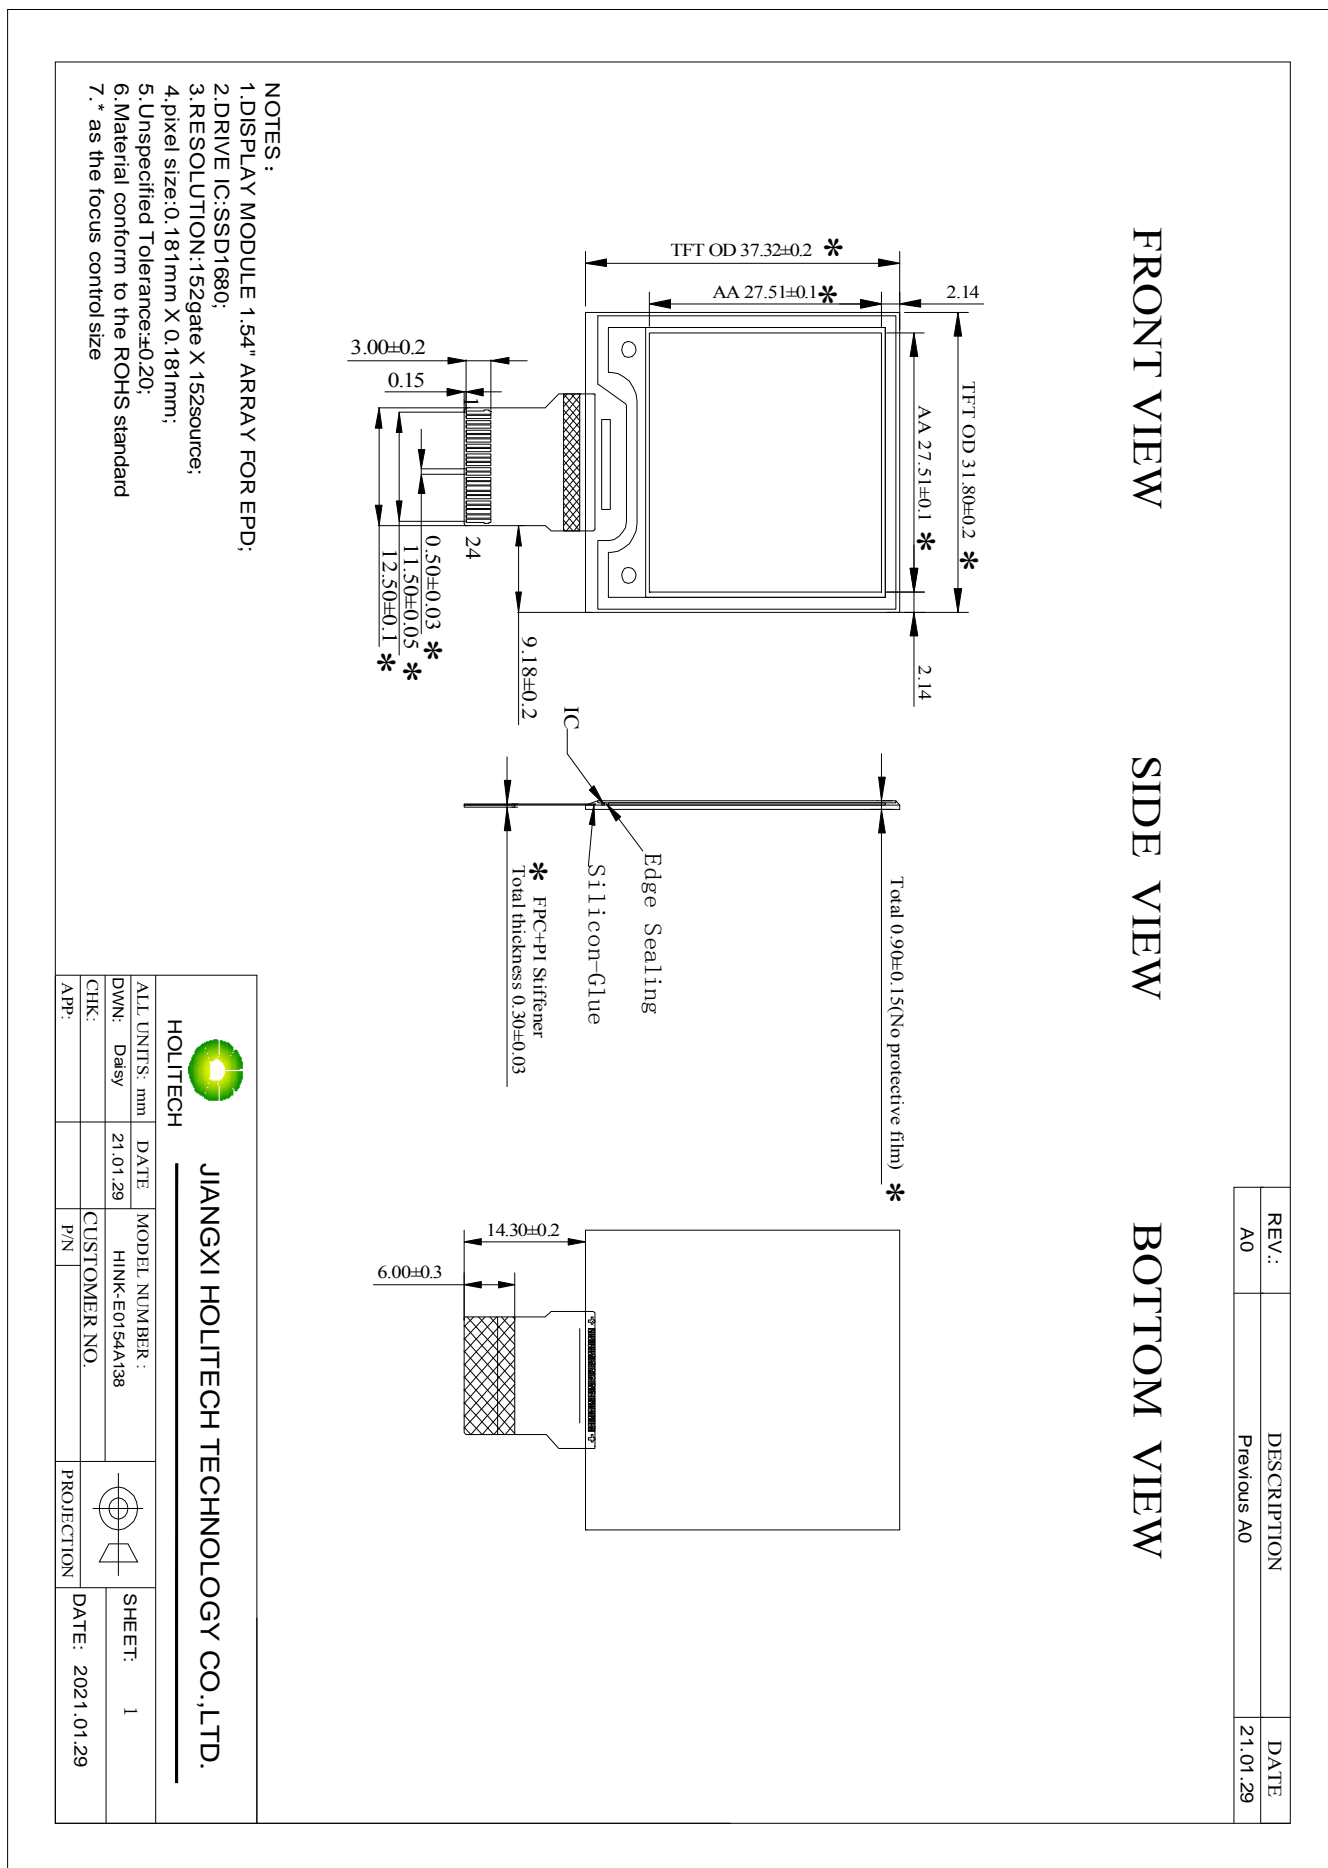 REV.: DESCRIPTION DATE
A0 Previous A0 21.01.29
FRONT VIEW
SIDE VIEW
BOTTOM VIEW
TFT OD 37.32±0.2 *
AA 27.51±0.1 *
2.14
TFT OD 31.80±0.2 *
AA 27.51±0.1 *
2.14
3.00±0.2
0.15
1
24
0.50±0.03 *
11.50±0.05 *
12.50±0.1 *
9.18±0.2
IC
Total 0.90±0.15(No protective film) *
Edge Sealing
Silicon-Glue
* FPC+PI Stiffener
Total thickness 0.30±0.03
14.30±0.2
6.00±0.3
NOTES:
1.DISPLAY MODULE 1.54" ARRAY FOR EPD;
2.DRIVE IC:SSD1680;
3.RESOLUTION:152gate X 152source;
4.pixel size:0.181mm X 0.181mm;
5.Unspecified Tolerance:±0.20;
6.Material conform to the ROHS standard
7.* as the focus control size
HOLITECH
JIANGXI HOLITECH TECHNOLOGY CO.,LTD.
ALL UNITS: mm DATE MODEL NUMBER :
DWN: Daisy 21.01.29 HINK-E0154A138
CHK: CUSTOMER NO.
APP: P/N
PROJECTION
SHEET: 1
DATE: 2021.01.29